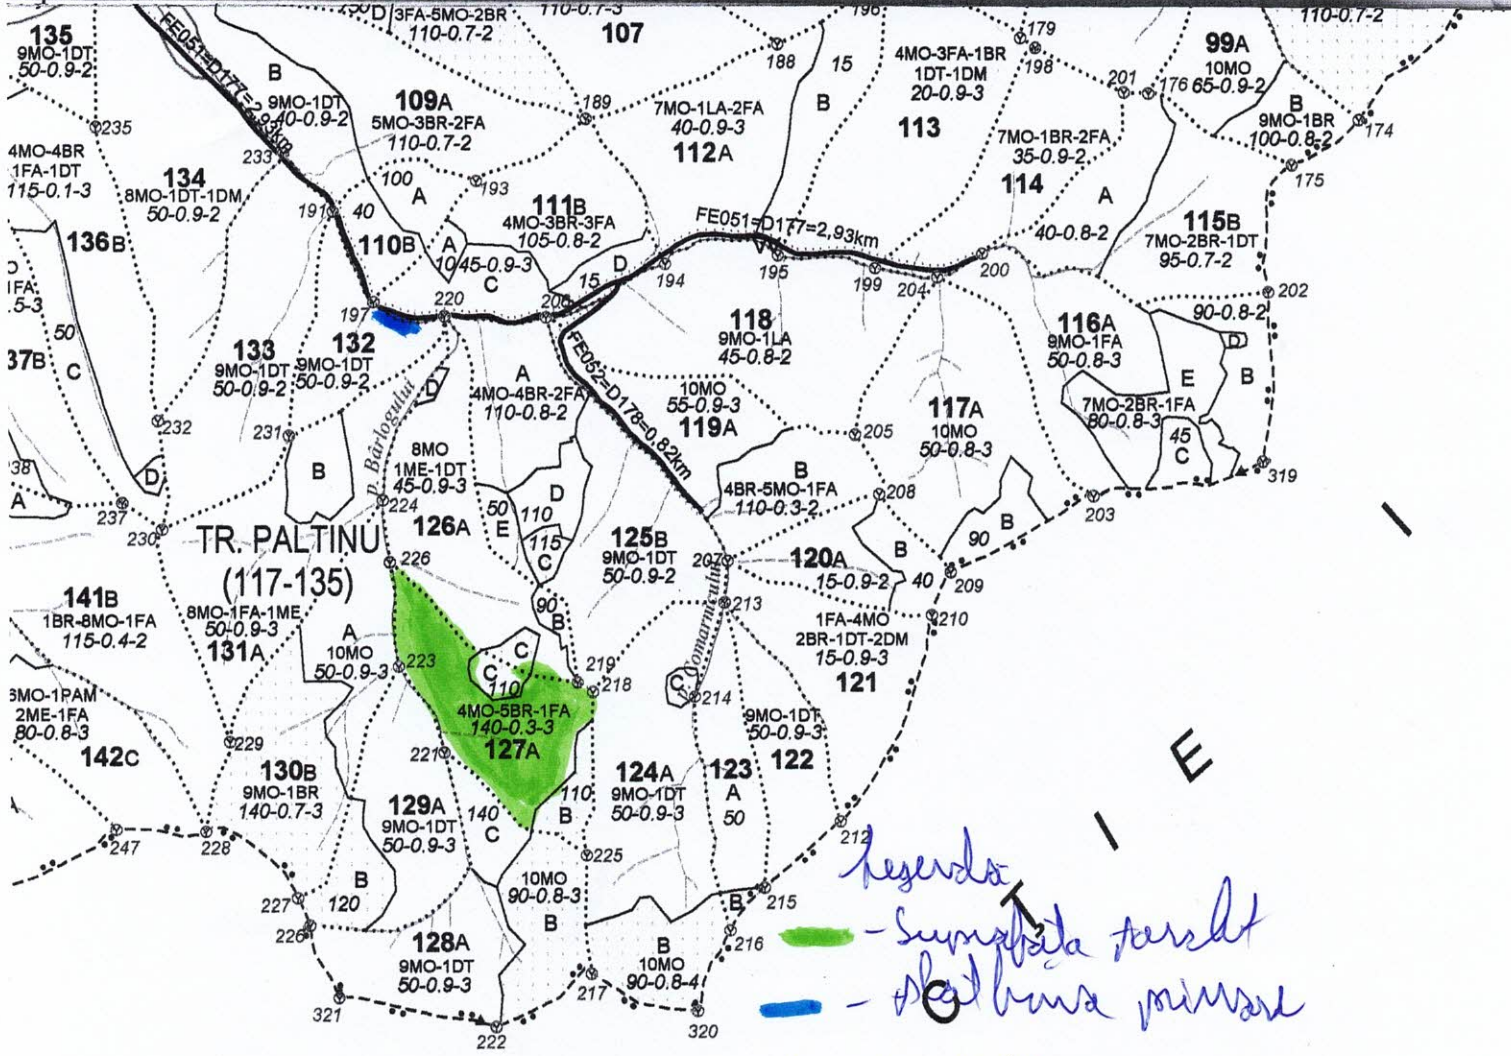 D
3FA-5MO-2BR
110-0.7-2
110-0.7-3
107
188
196
179
198
99A
10MO
65-0.9-2
110-0.7-2
135
9MO-1DT
50-0.9-2
FE051=D177=2,93km
B
9MO-1DT
40-0.9-2
109A
5MO-3BR-2FA
110-0.7-2
189
15
B
4MO-3FA-1BR
1DT-1DM
20-0.9-3
113
201
176
B
9MO-1BR
100-0.8-2
174
175
235
7MO-1LA-2FA
40-0.9-3
112A
7MO-1BR-2FA
35-0.9-2
114
A
40-0.8-2
4MO-4BR
1FA-1DT
115-0.1-3
233
134
8MO-1DT-1DM
50-0.9-2
100
A
193
191
40
110B
111B
4MO-3BR-3FA
105-0.8-2
FE051=D177=2,93km
115B
7MO-2BR-1DT
95-0.7-2
136B
A
10
45-0.9-3
C
15
D
194
195
199
204
200
202
197
220
206
90-0.8-2
D
50
C
37B
133
9MO-1DT
50-0.9-2
132
9MO-1DT
50-0.9-2
118
9MO-1LA
45-0.8-2
116A
9MO-1FA
50-0.8-3
E
B
FE052=D178=0,82km
A
4MO-4BR-2FA
110-0.8-2
D
p. Bârlogului
10MO
55-0.9-3
119A
117A
10MO
50-0.8-3
7MO-2BR-1FA
80-0.8-3
45
C
232
231
205
319
38
A
D
B
8MO
1ME-1DT
45-0.9-3
126A
50
E
D
110
115
C
B
4BR-5MO-1FA
110-0.3-2
208
203
237
230
224
TR. PALTINU
(117-135)
226
125B
9MO-1DT
50-0.9-2
207
120A
15-0.9-2
B
40
90
B
209
210
141B
1BR-8MO-1FA
115-0.4-2
8MO-1FA-1ME
50-0.9-3
131A
A
10MO
50-0.9-3
223
90
B
213
1FA-4MO
2BR-1DT-2DM
15-0.9-3
121
C
C
110
219
218
C
214
4MO-5BR-1FA
140-0.3-3
127A
2ME-1FA
80-0.8-3
142C
229
221
9MO-1DT
50-0.9-3
122
130B
9MO-1BR
140-0.7-3
129A
9MO-1DT
50-0.9-3
140
C
110
B
124A
9MO-1DT
50-0.9-3
123
A
50
212
247
228
225
215
B
120
227
226
10MO
90-0.8-3
B
B
216
128A
9MO-1DT
50-0.9-3
B
10MO
90-0.8-4
321
222
217
320
I
E
I
T
O
Legenda
- Suprafata